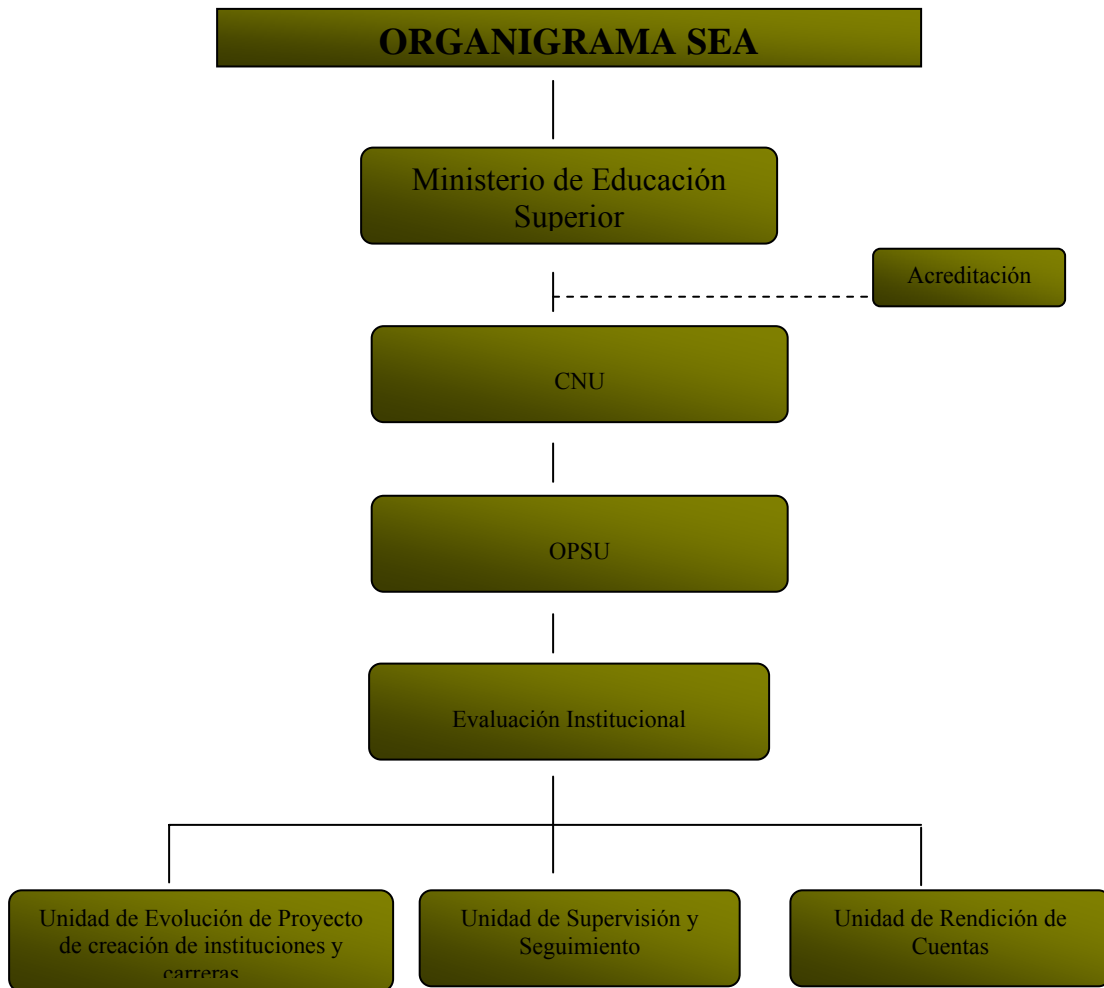 ORGANIGRAMA SEA
Ministerio de Educación
Superior
Acreditación
CNU
OPSU
Evaluación Institucional
Unidad de Evolución de Proyecto
de creación de instituciones y
carreras
Unidad de Supervisión y
Seguimiento
Unidad de Rendición de
Cuentas